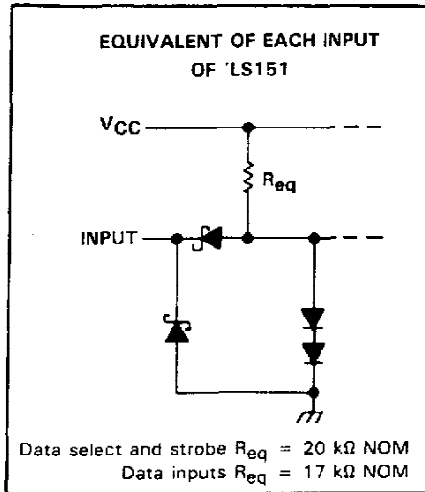 EQUIVALENT OF EACH INPUT
OF 'LS151
VCC
Req
INPUT
Data select and strobe Req = 20 kΩ NOM
Data inputs Req = 17 kΩ NOM